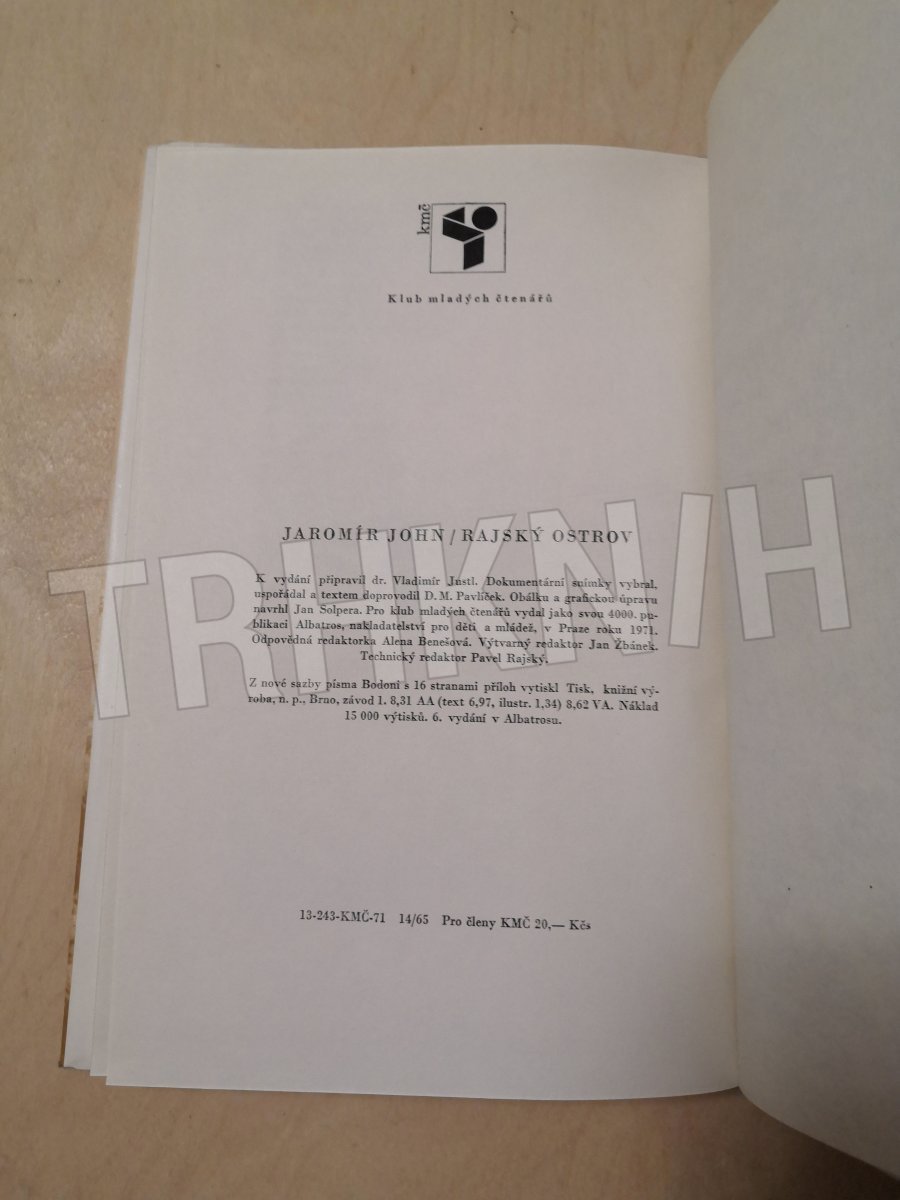 kmč
Klub mladých čtenářů
JAROMÍR JOHN / RAJSKÝ OSTROV
K vydání připravil dr. Vladimír Justl. Dokumentární snímky vybral,
uspořádal a textem doprovodil D. M. Pavlíček. Obálku a grafickou úpravu
navrhl Jan Solpera. Pro klub mladých čtenářů vydal jako svou 4000. pu-
blikaci Albatros, nakladatelství pro děti a mládež, v Praze roku 1971.
Odpovědná redaktorka Alena Benešová. Výtvarný redaktor Jan Žbánek.
Technický redaktor Pavel Rajský.
Z nové sazby písma Bodoni s 16 stranami příloh vytiskl Tisk, knižní vý-
roba, n. p., Brno, závod 1. 8,31 AA (text 6,97, ilustr. 1,34) 8,62 VA. Náklad
15 000 výtisků. 6. vydání v Albatrosu.
13-243-KMČ-71 14/65 Pro členy KMČ 20,— Kčs